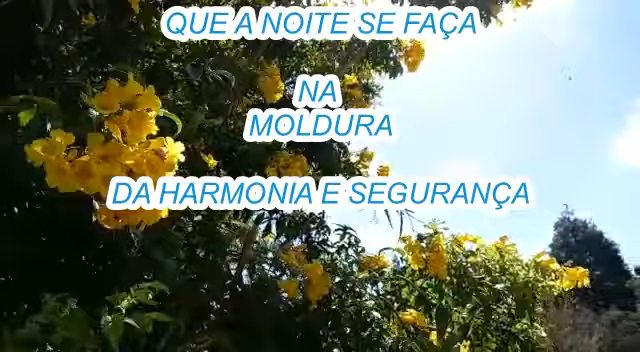 QUE A NOITE SE FAÇA
NA
MOLDURA
DA HARMONIA E SEGURANÇA